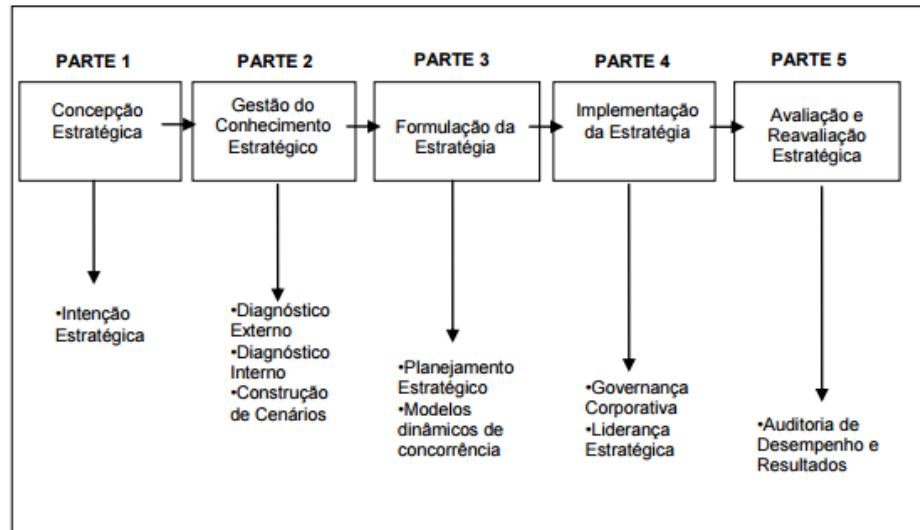 PARTE 1
PARTE 2
PARTE 3
PARTE 4
PARTE 5
Concepção
Estratégica
Gestão do
Conhecimento
Estratégico
Formulação da
Estratégia
Implementação
da Estratégia
Avaliação e
Reavaliação
Estratégica
•Intenção
Estratégica
•Diagnóstico
Externo
•Diagnóstico
Interno
•Construção
de Cenários
•Planejamento
Estratégico
•Modelos
dinâmicos de
concorrência
•Governança
Corporativa
•Liderança
Estratégica
•Auditoria de
Desempenho e
Resultados